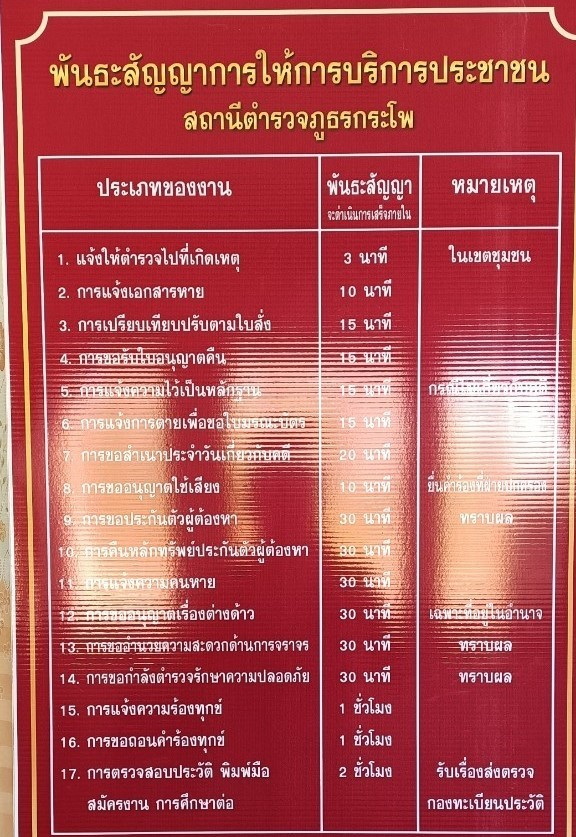 พันธะสัญญาการให้การบริการประชาชน
สถานีตำรวจภูธรกระโพ
ประเภทของงาน พันธะสัญญา หมายเหตุ
จะดำเนินการเสร็จภายใน
1. แจ้งให้ตำรวจไปที่เกิดเหตุ 3 นาที ในเขตชุมชน
2. การแจ้งเอกสารหาย 10 นาที
3. การเปรียบเทียบปรับตามใบสั่ง 15 นาที
4. การขอรับใบอนุญาตคืน 15 นาที
5. การแจ้งความไว้เป็นหลักฐาน 15 นาที
6. การแจ้งการตายเพื่อขอใบมรณะบัตร 15 นาที
7. การขอสำเนาประจำวันเกี่ยวกับคดี 20 นาที
8. การขออนุญาตใช้เสียง 10 นาที ยื่นคำร้องที่ฝ่ายปกครอง
9. การขอประกันตัวผู้ต้องหา 30 นาที ทราบผล
10. การคืนหลักทรัพย์ประกันตัวผู้ต้องหา 30 นาที
11. การแจ้งความคนหาย 30 นาที
12. การขออนุญาตเรื่องต่างด้าว 30 นาที เฉพาะที่อยู่ในอำนาจ
13. การขออำนวยความสะดวกด้านการจราจร 30 นาที ทราบผล
14. การขอกำลังตำรวจรักษาความปลอดภัย 30 นาที ทราบผล
15. การแจ้งความร้องทุกข์ 1 ชั่วโมง
16. การขอถอนคำร้องทุกข์ 1 ชั่วโมง
17. การตรวจสอบประวัติ พิมพ์มือ 2 ชั่วโมง รับเรื่องส่งตรวจ
สมัครงาน การศึกษาต่อ กองทะเบียนประวัติ